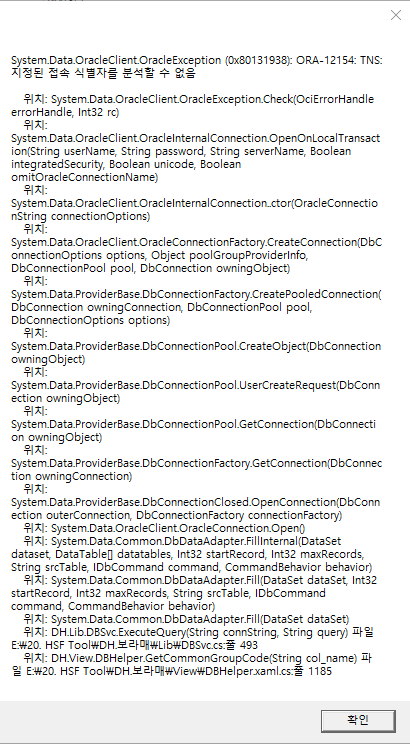 System.Data.OracleClient.OracleException (0x80131938): ORA-12154: TNS:
지정된 접속 식별자를 분석할 수 없음
위치: System.Data.OracleClient.OracleException.Check(OciErrorHandle
errorHandle, Int32 rc)
위치:
System.Data.OracleClient.OracleInternalConnection.OpenOnLocalTransact
ion(String userName, String password, String serverName, Boolean
integratedSecurity, Boolean unicode, Boolean
omitOracleConnectionName)
위치:
System.Data.OracleClient.OracleInternalConnection..ctor(OracleConnectio
nString connectionOptions)
위치:
System.Data.OracleClient.OracleConnectionFactory.CreateConnection(DbC
onnectionOptions options, Object poolGroupProviderInfo,
DbConnectionPool pool, DbConnection owningObject)
위치:
System.Data.ProviderBase.DbConnectionFactory.CreatePooledConnection(
DbConnection owningConnection, DbConnectionPool pool,
DbConnectionOptions options)
위치:
System.Data.ProviderBase.DbConnectionPool.CreateObject(DbConnection
owningObject)
위치:
System.Data.ProviderBase.DbConnectionPool.UserCreateRequest(DbConn
ection owningObject)
위치:
System.Data.ProviderBase.DbConnectionPool.GetConnection(DbConnecti
on owningObject)
위치:
System.Data.ProviderBase.DbConnectionFactory.GetConnection(DbConnec
tion owningConnection)
위치:
System.Data.ProviderBase.DbConnectionClosed.OpenConnection(DbConn
ection outerConnection, DbConnectionFactory connectionFactory)
위치: System.Data.OracleClient.OracleConnection.Open()
위치: System.Data.Common.DbDataAdapter.FillInternal(DataSet
dataset, DataTable[] datatables, Int32 startRecord, Int32 maxRecords,
String srcTable, IDbCommand command, CommandBehavior behavior)
위치: System.Data.Common.DbDataAdapter.Fill(DataSet dataSet, Int32
startRecord, Int32 maxRecords, String srcTable, IDbCommand
command, CommandBehavior behavior)
위치: System.Data.Common.DbDataAdapter.Fill(DataSet dataSet)
위치: DH.Lib.DBSvc.ExecuteQuery(String connString, String query) 파일
E:₩20. HSF Tool₩DH.보라매₩Lib₩DBSvc.cs:줄 493
위치: DH.View.DBHelper.GetCommonGroupCode(String col_name) 파
일 E:₩20. HSF Tool₩DH.보라매₩View₩DBHelper.xaml.cs:줄 1185
확인